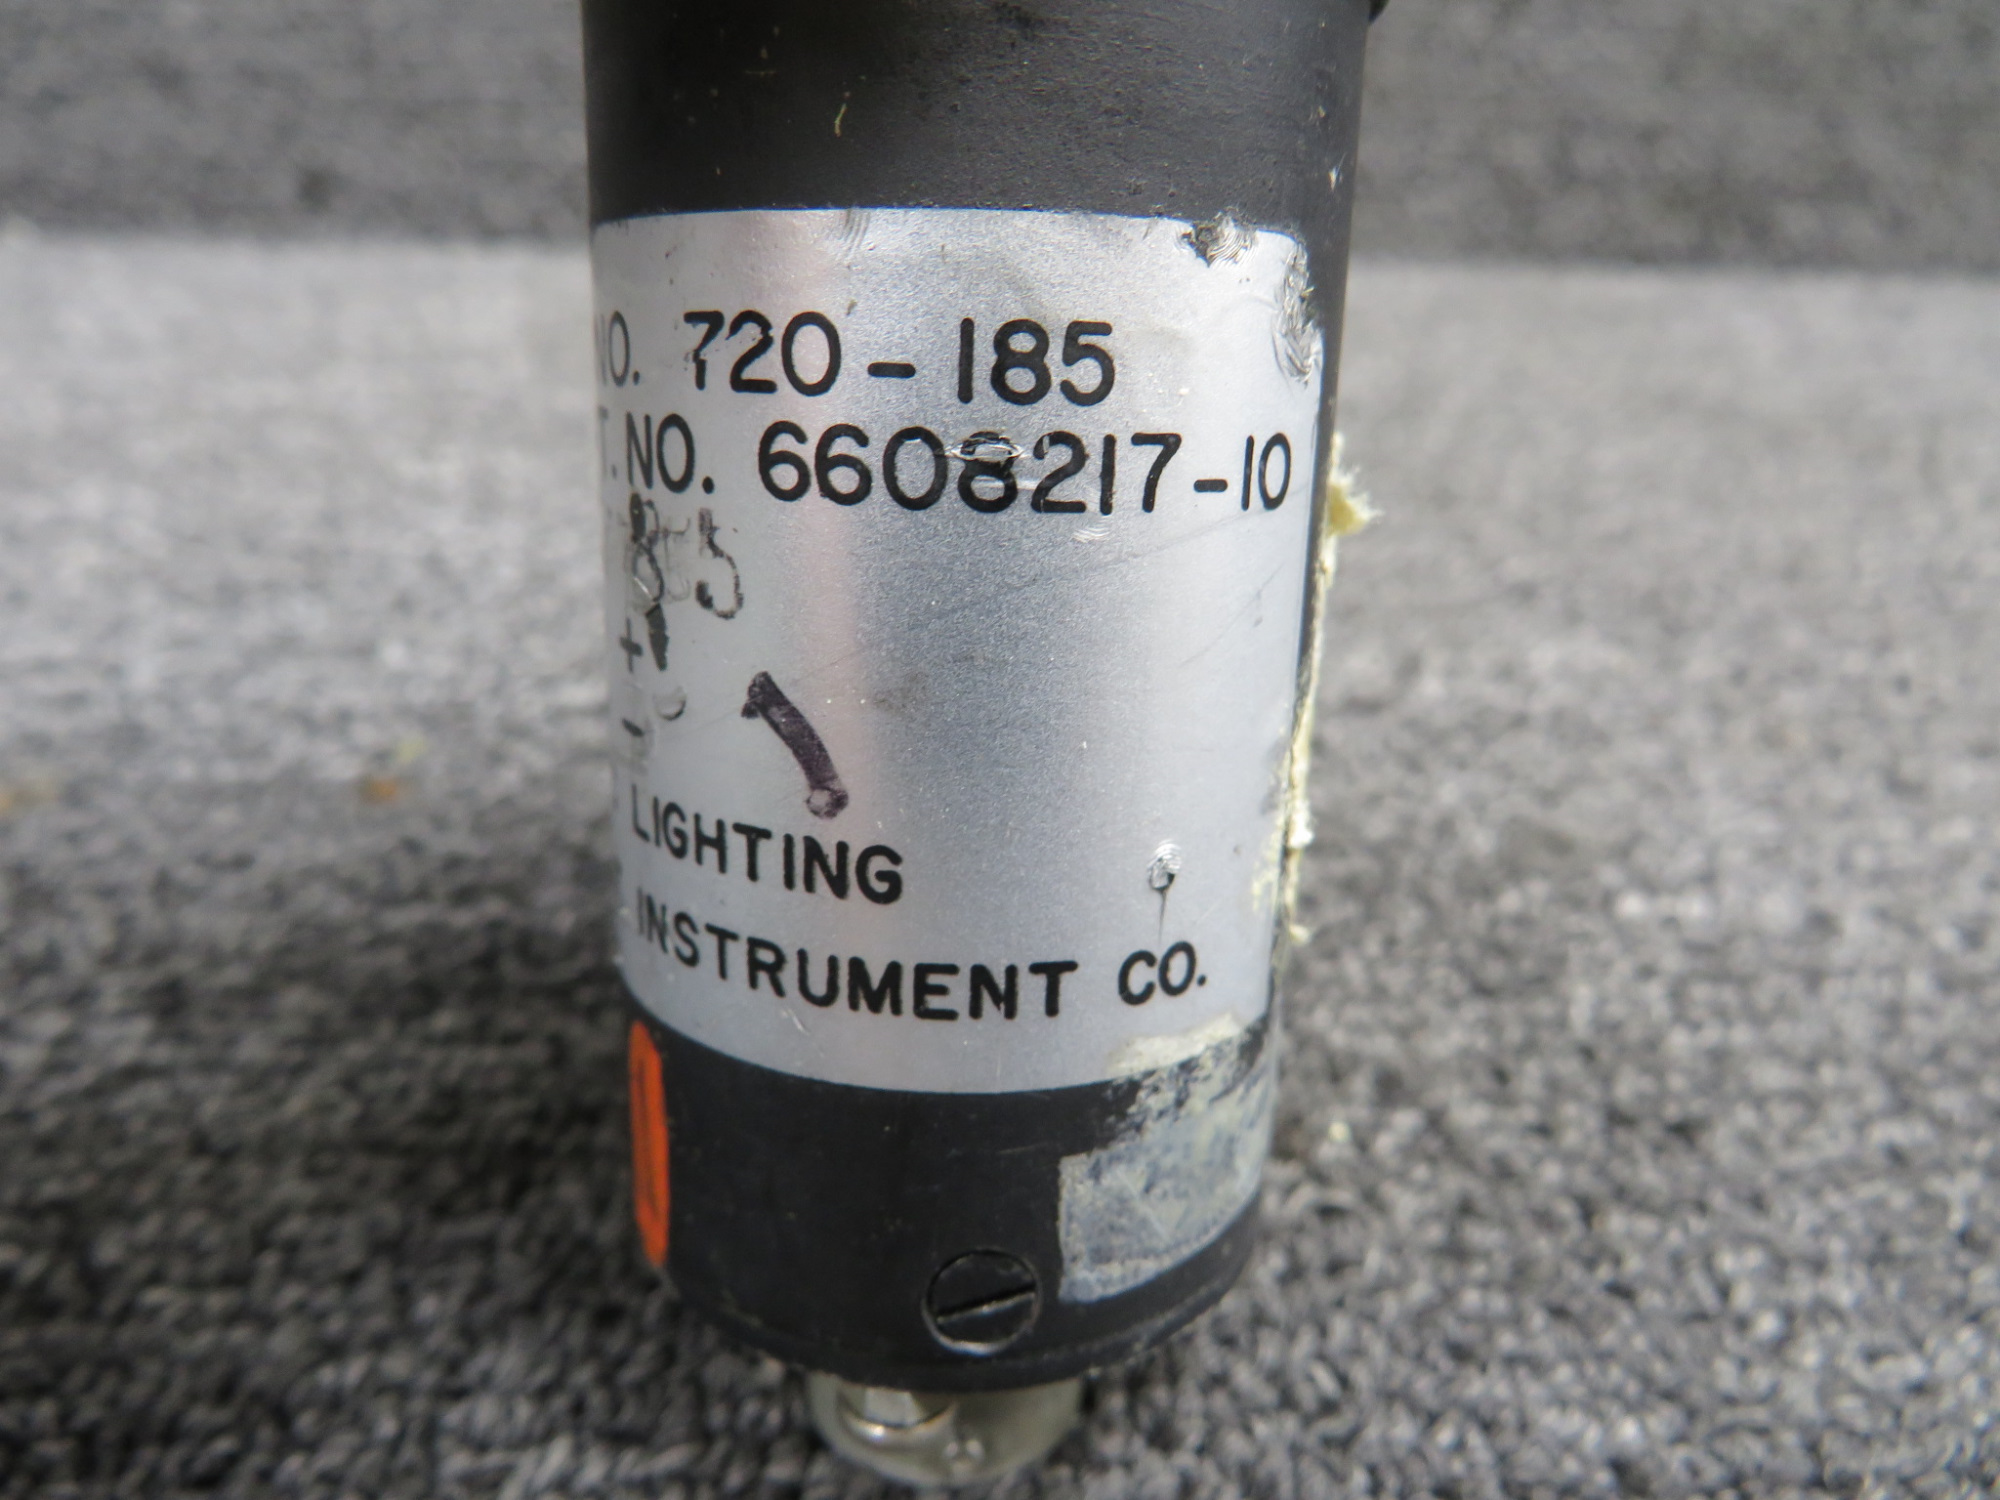 NO. 720-185
T. NO. 6608217-10
+
-
LIGHTING
INSTRUMENT CO.